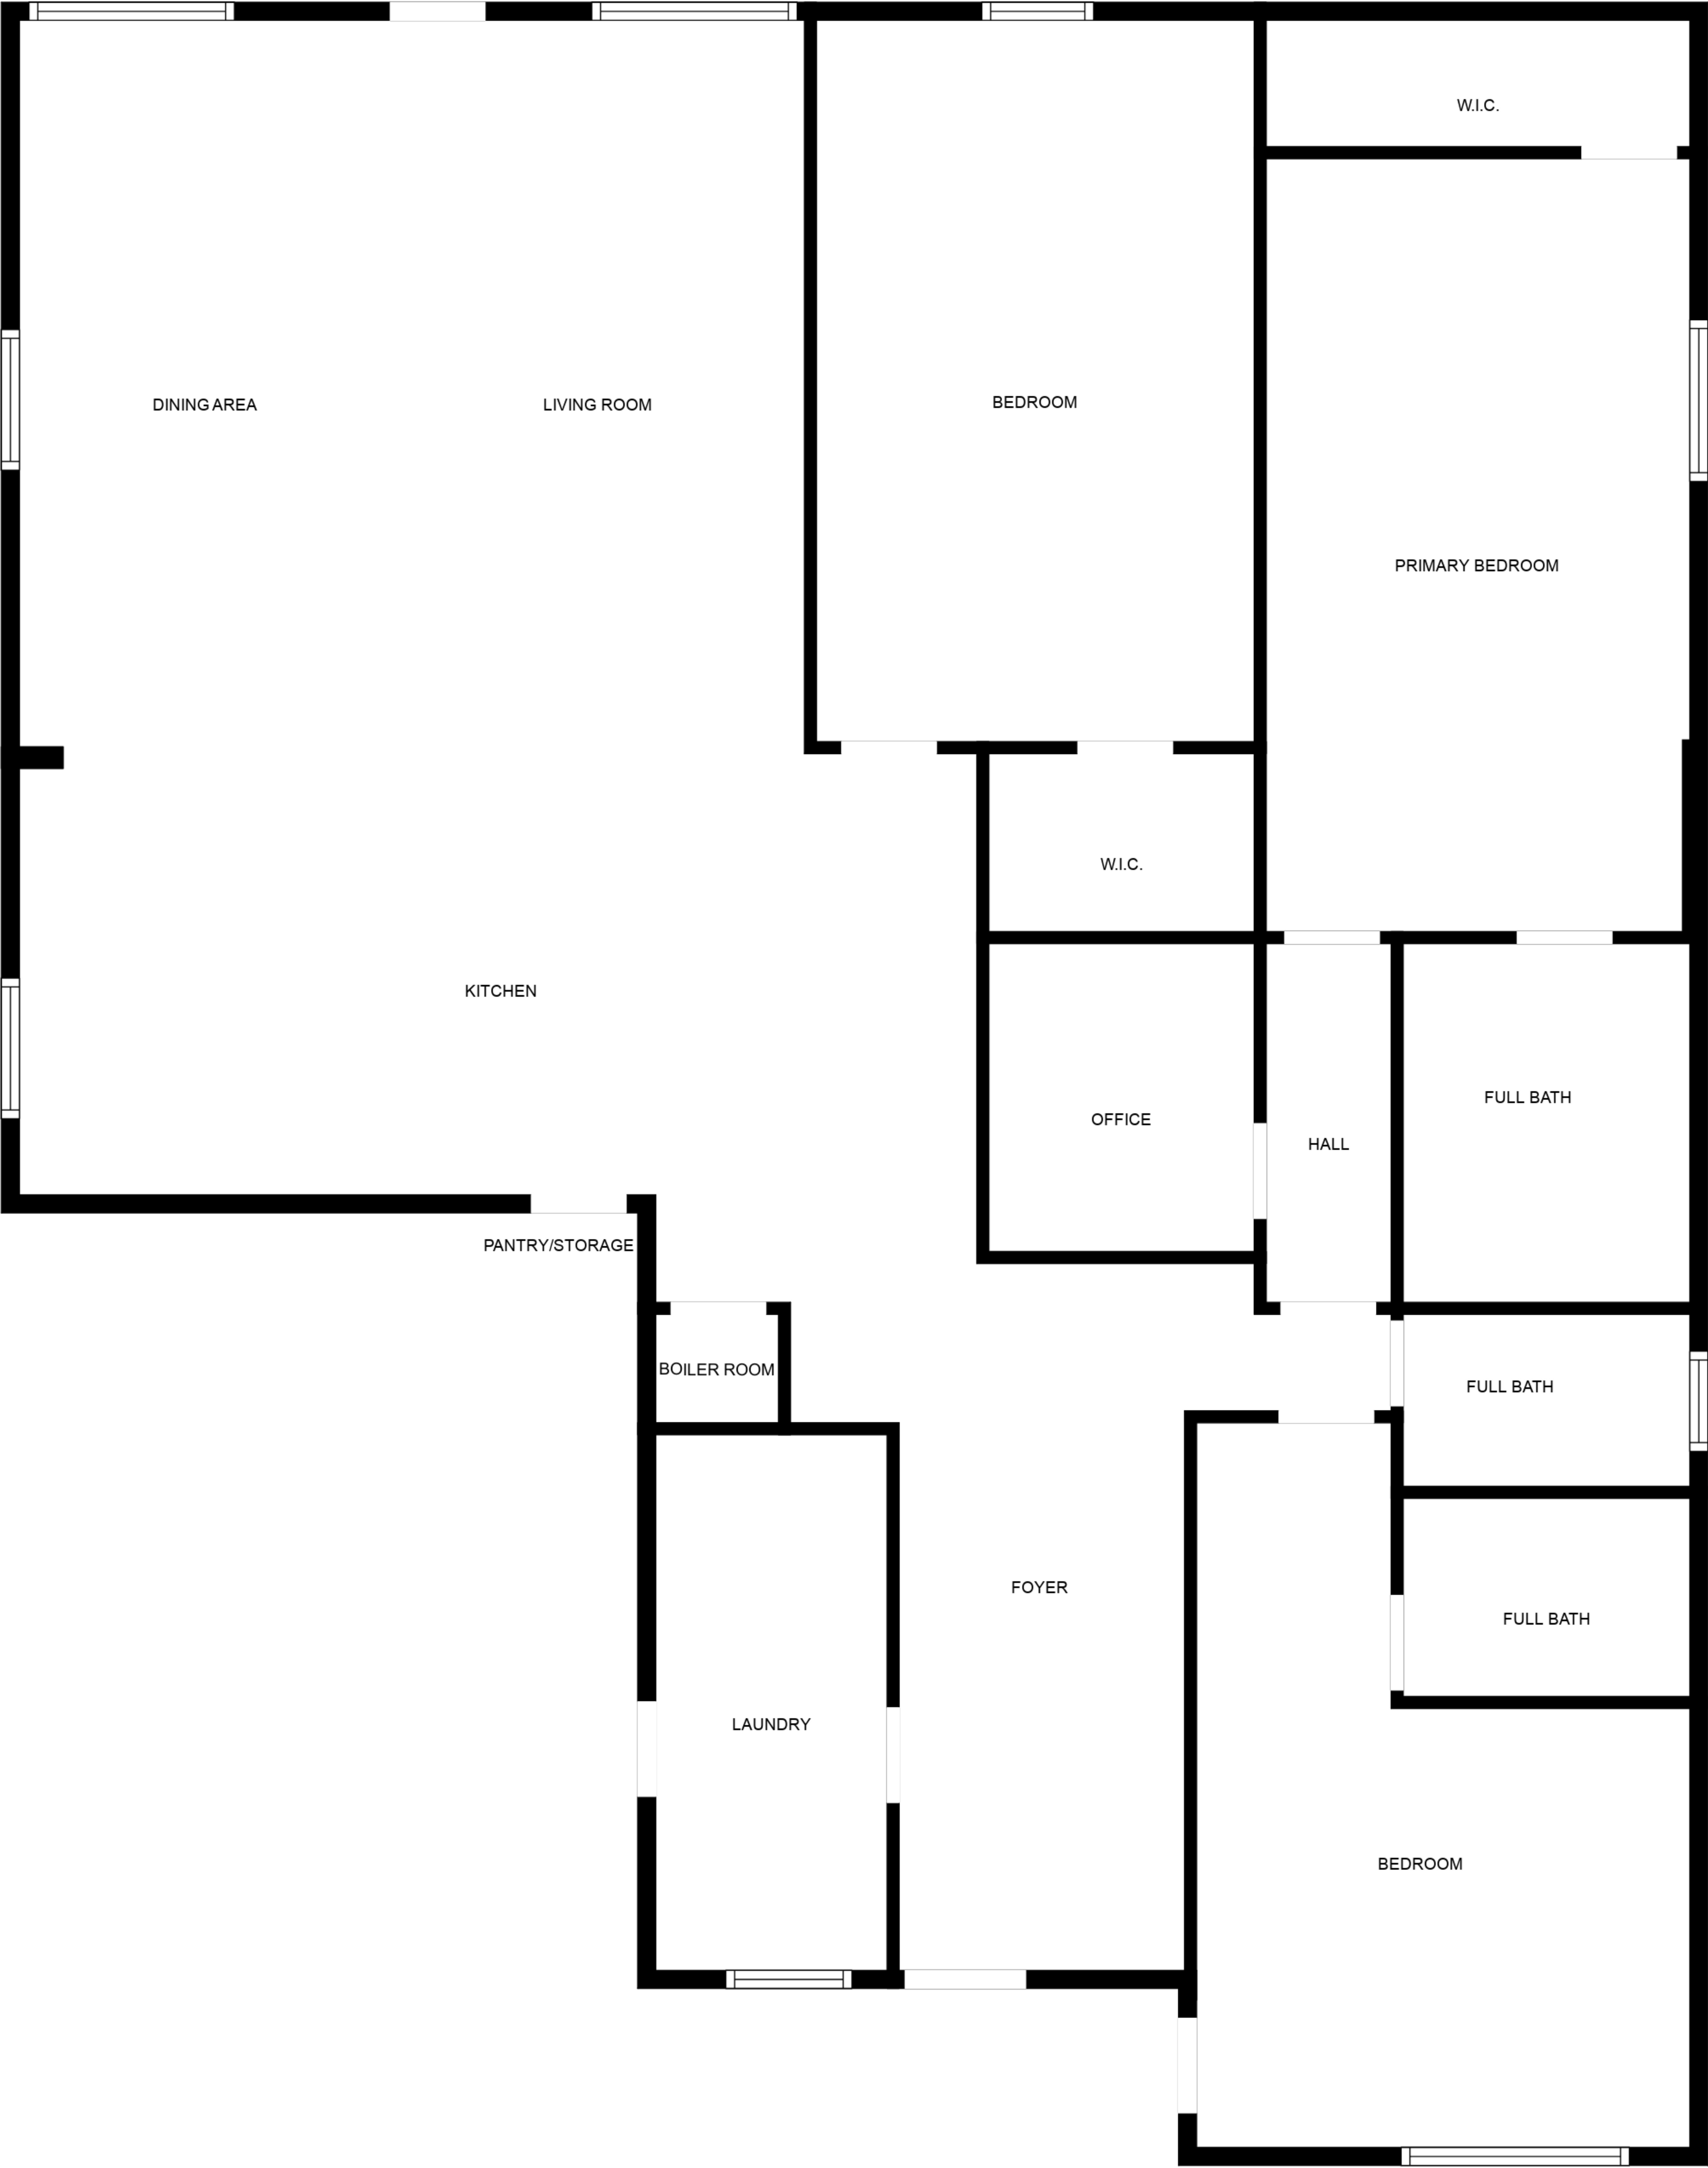 W.I.C.
DINING AREA
LIVING ROOM
BEDROOM
PRIMARY BEDROOM
W.I.C.
KITCHEN
OFFICE
HALL
FULL BATH
PANTRY/STORAGE
BOILER ROOM
FULL BATH
FOYER
FULL BATH
LAUNDRY
BEDROOM